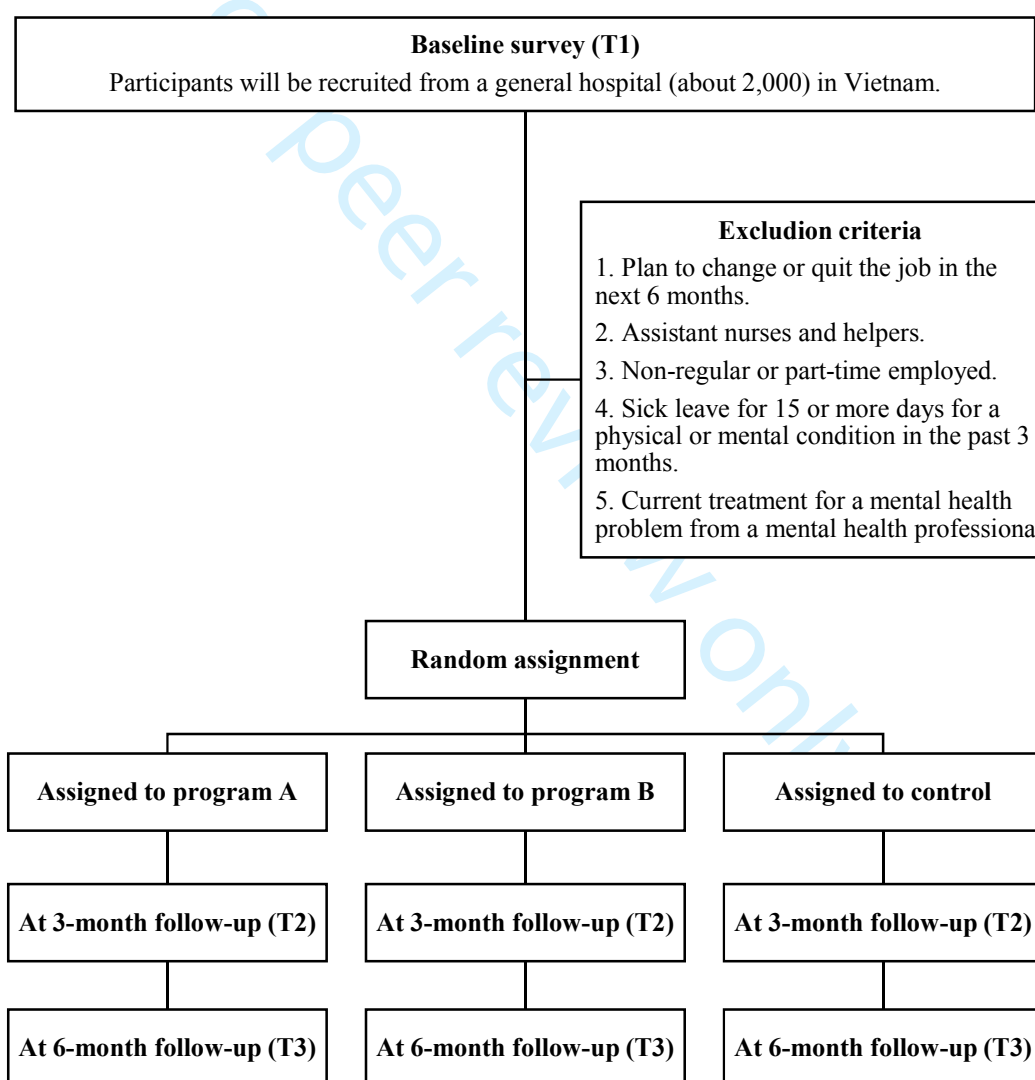 Baseline survey (T1)
Participants will be recruited from a general hospital (about 2,000) in Vietnam.
Excludion criteria
1. Plan to change or quit the job in the
next 6 months.
2. Assistant nurses and helpers.
3. Non-regular or part-time employed.
4. Sick leave for 15 or more days for a
physical or mental condition in the past 3
months.
5. Current treatment for a mental health
problem from a mental health professiona
peer review only
Random assignment
Assigned to program A
Assigned to program B
Assigned to control
At 3-month follow-up (T2)
At 3-month follow-up (T2)
At 3-month follow-up (T2)
At 6-month follow-up (T3)
At 6-month follow-up (T3)
At 6-month follow-up (T3)